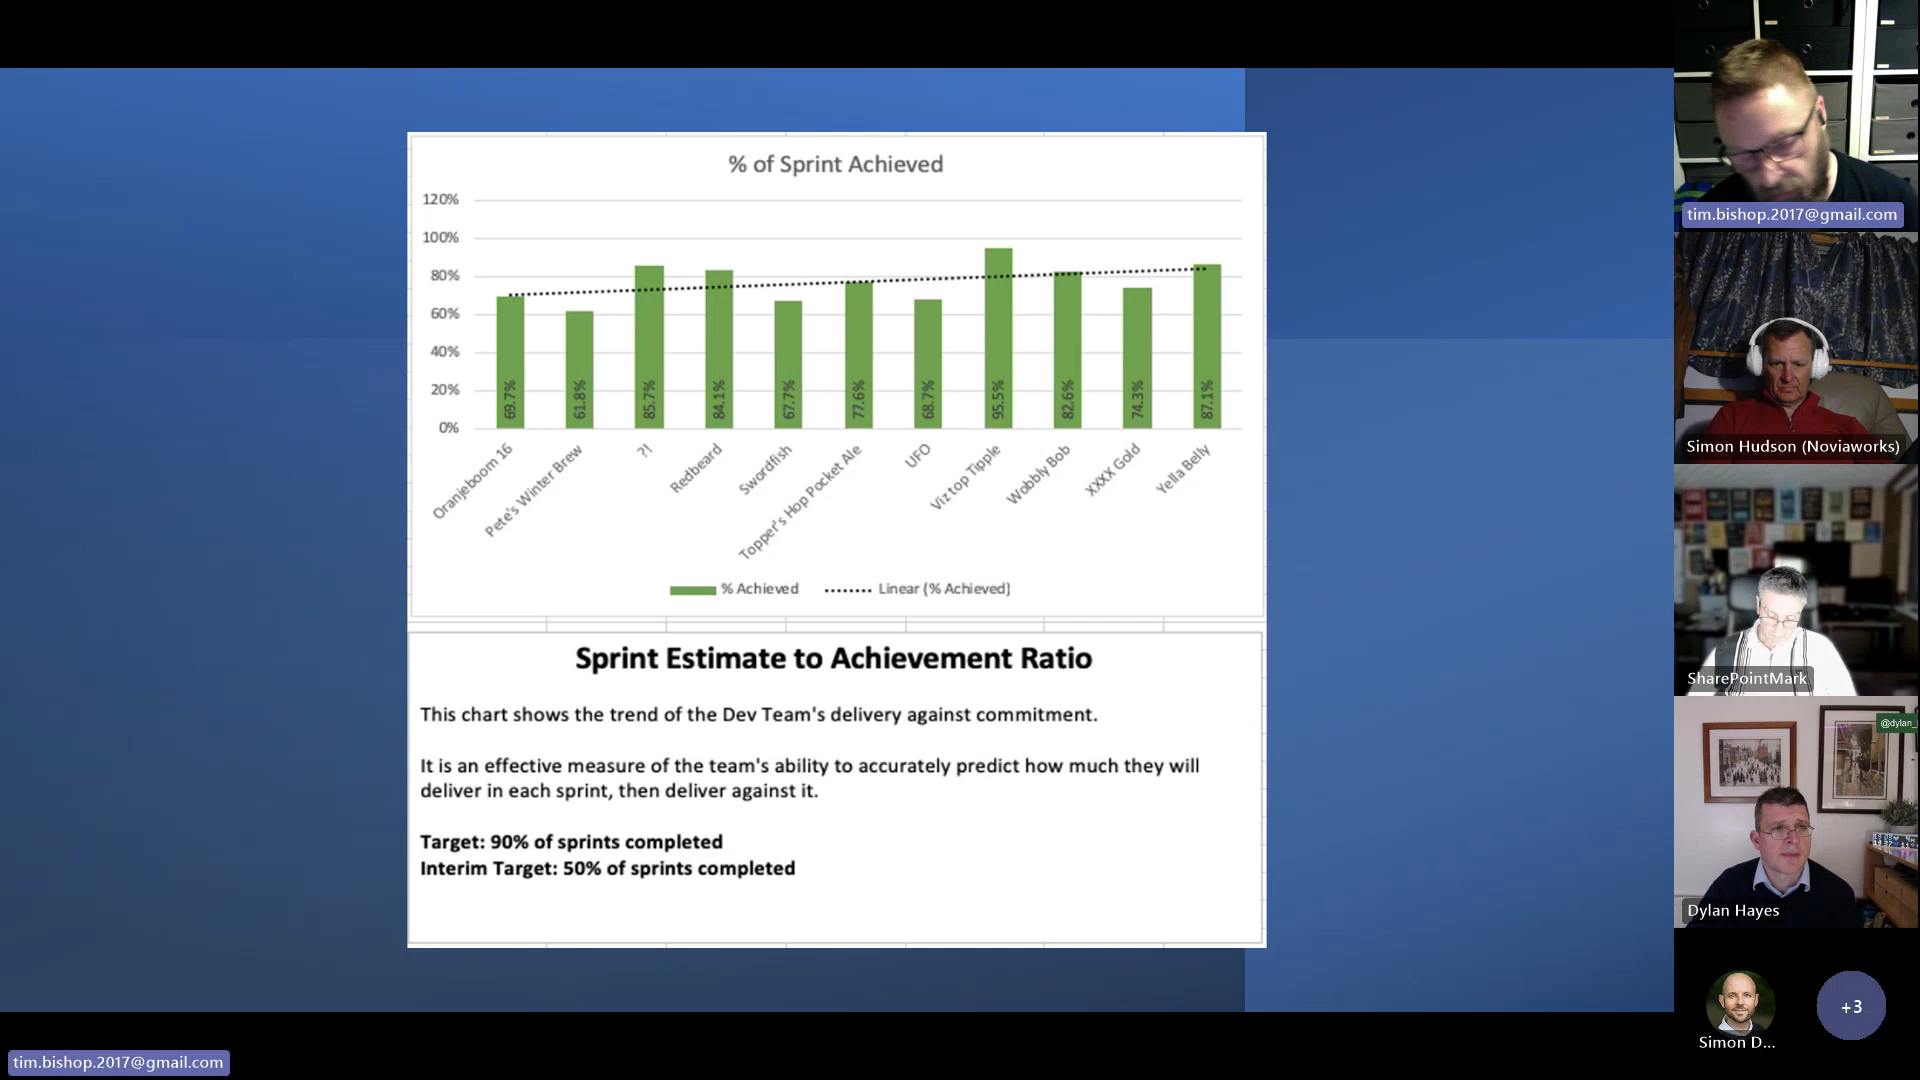 % of Sprint Achieved
120%
100%
80%
60%
40%
20%
0%
69.7%
61.8%
85.7%
84.1%
67.7%
77.6%
68.7%
95.5%
82.6%
74.3%
87.1%
Oranjeboom 16
Pete's Winter Brew
?!
Redbeard
Swordfish
Topper's Hop Pocket Ale
UFO
Viz top Tipple
Wobbly Bob
XXXX Gold
Yella Belly
% Achieved
Linear (% Achieved)
Sprint Estimate to Achievement Ratio
This chart shows the trend of the Dev Team's delivery against commitment.
It is an effective measure of the team's ability to accurately predict how much they will
deliver in each sprint, then deliver against it.
Target: 90% of sprints completed
Interim Target: 50% of sprints completed
tim.bishop.2017@gmail.com
tim.bishop.2017@gmail.com
Simon Hudson (Noviaworks)
SharePointMark
@dylan_
Dylan Hayes
Simon D...
+3